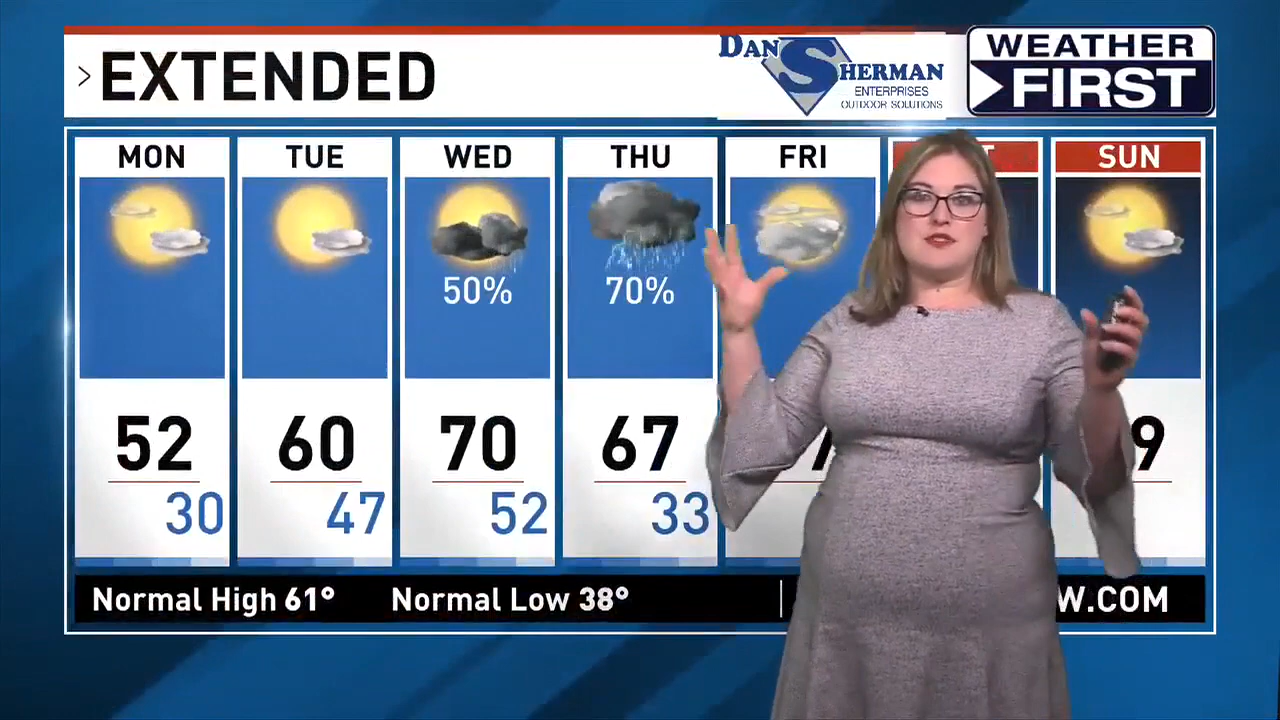 EXTENDED
DAN SHERMAN
ENTERPRISES
OUTDOOR SOLUTIONS
WEATHER
FIRST
MON TUE WED THU FRI SUN
50% 70%
52 60 70 67
30 47 52 33
Normal High 61° Normal Low 38°